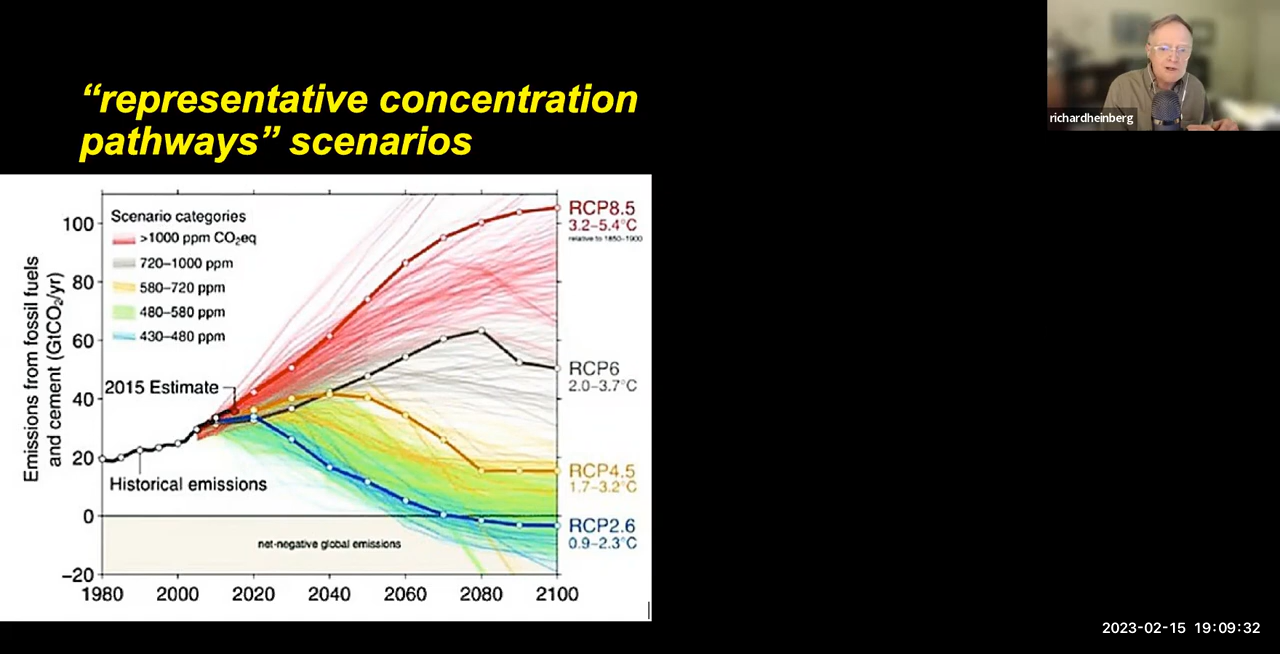 “representative concentration
pathways” scenarios
richardheinberg
Emissions from fossil fuels
and cement (GtCO₂/yr)
100
80
60
40
20
0
−20
Scenario categories
>1000 ppm CO₂eq
720–1000 ppm
580–720 ppm
480–580 ppm
430–480 ppm
2015 Estimate
Historical emissions
net-negative global emissions
RCP8.5
3.2–5.4°C
relative to 1850–1900
RCP6
2.0–3.7°C
RCP4.5
1.7–3.2°C
RCP2.6
0.9–2.3°C
1980 2000 2020 2040 2060 2080 2100
2023-02-15 19:09:32